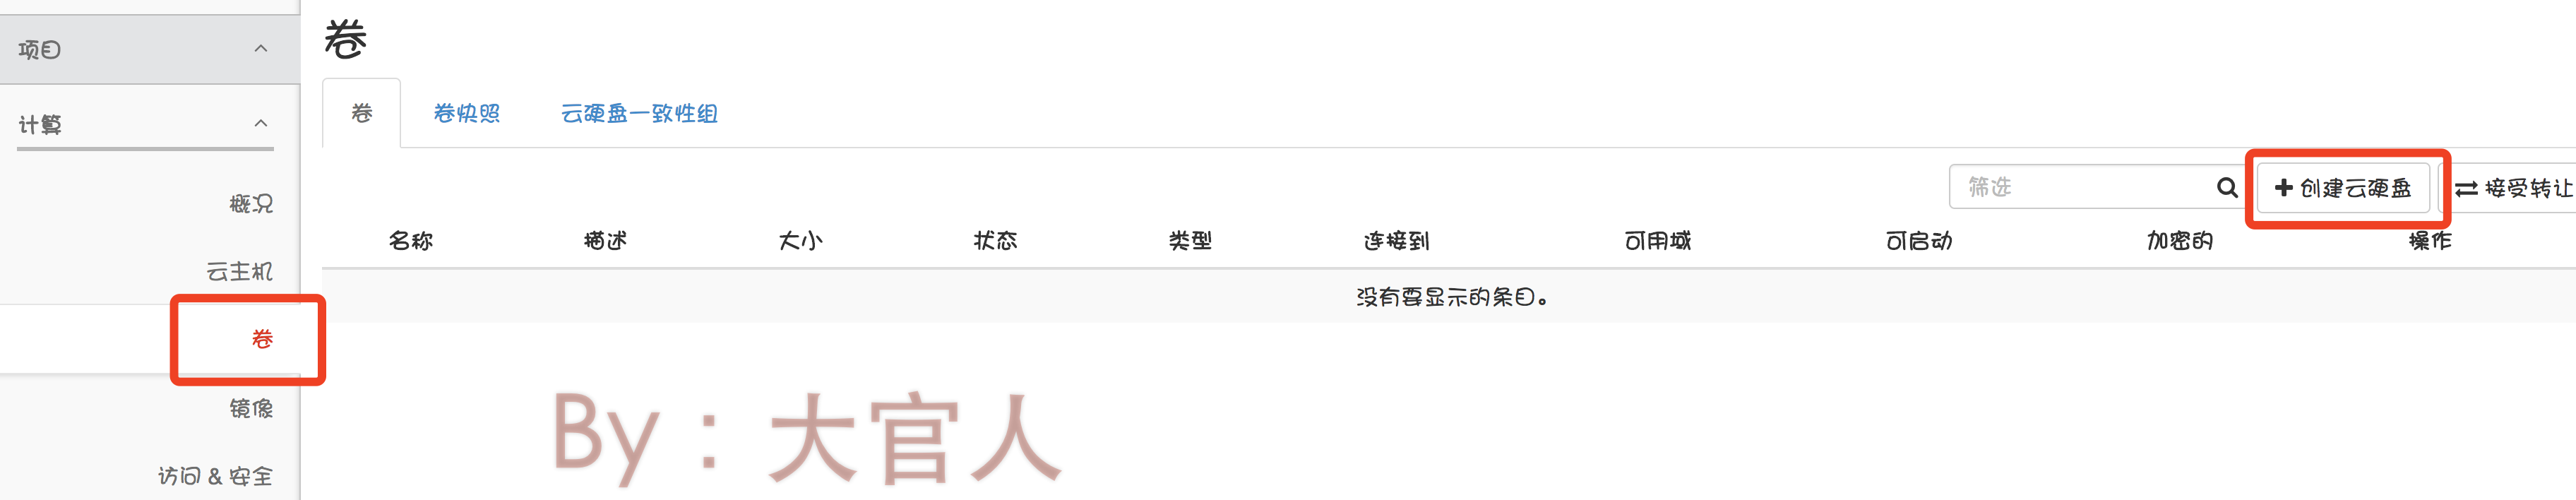 项目
计算
概况
云主机
卷
镜像
访问 & 安全
卷
卷 卷快照 云硬盘一致性组
筛选 创建云硬盘 接受转让
名称 描述 大小 状态 类型 连接到 可用域 可启动 加密的 操作
没有要显示的条目。
By：大官人